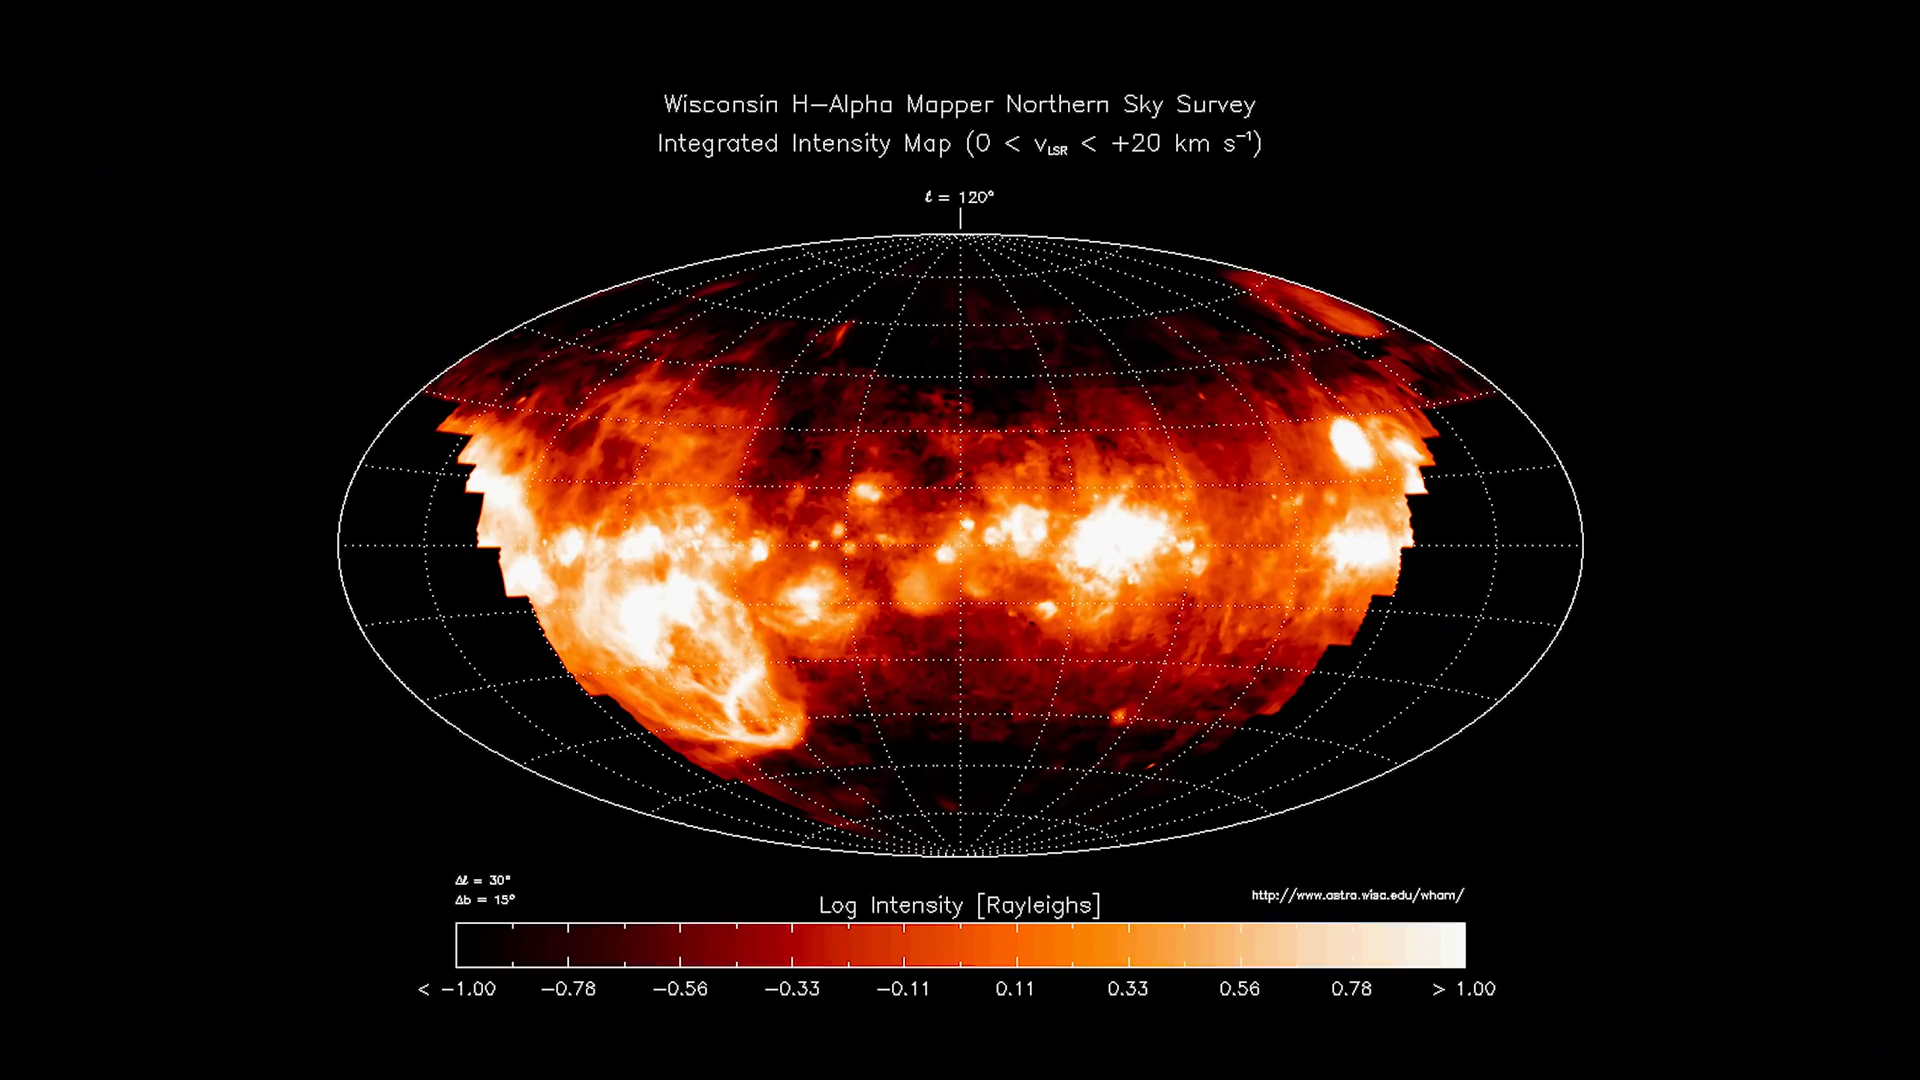 Wisconsin H–Alpha Mapper Northern Sky Survey
Integrated Intensity Map (0 < vLSR < +20 km s⁻¹)
ℓ = 120°
Δℓ = 30°
Δb = 15°
Log Intensity [Rayleighs]
http://www.astro.wisc.edu/wham/
< −1.00 −0.78 −0.56 −0.33 −0.11 0.11 0.33 0.56 0.78 > 1.00